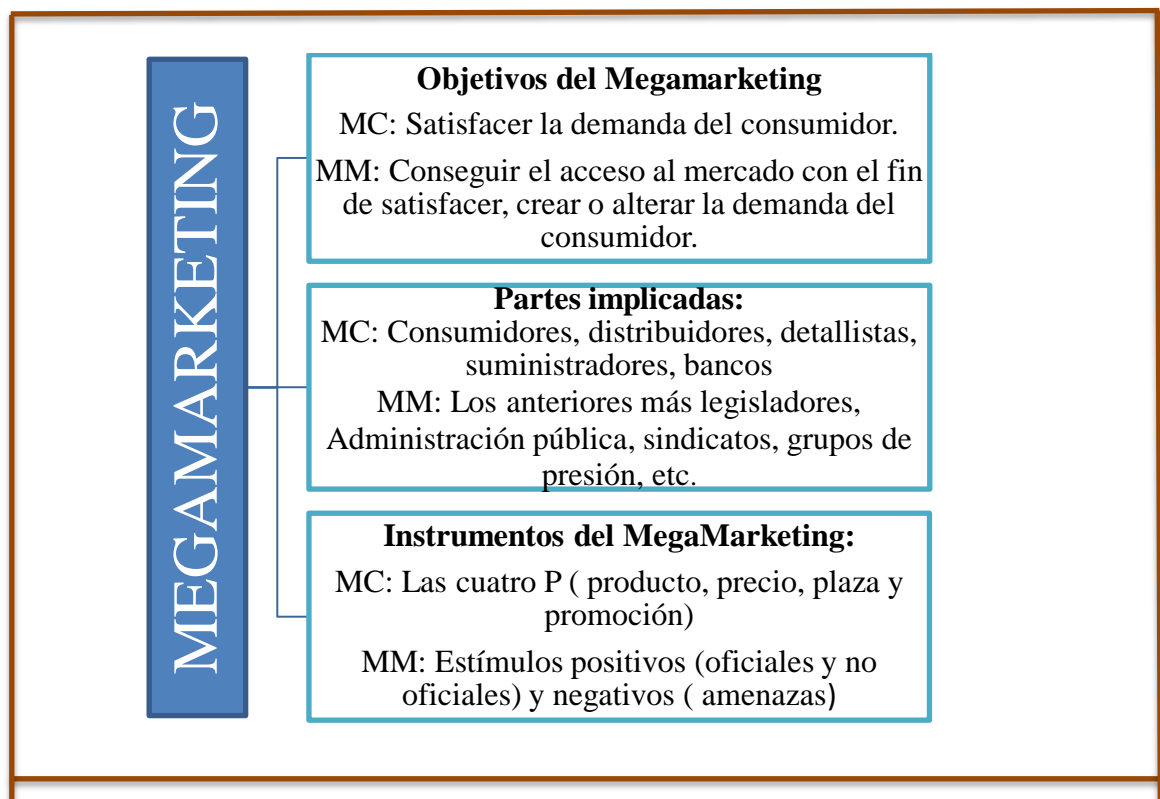 MEGAMARKETING
Objetivos del Megamarketing
MC: Satisfacer la demanda del consumidor.
MM: Conseguir el acceso al mercado con el fin
de satisfacer, crear o alterar la demanda del
consumidor.
Partes implicadas:
MC: Consumidores, distribuidores, detallistas,
suministradores, bancos
MM: Los anteriores más legisladores,
Administración pública, sindicatos, grupos de
presión, etc.
Instrumentos del MegaMarketing:
MC: Las cuatro P ( producto, precio, plaza y
promoción)
MM: Estímulos positivos (oficiales y no
oficiales) y negativos ( amenazas)